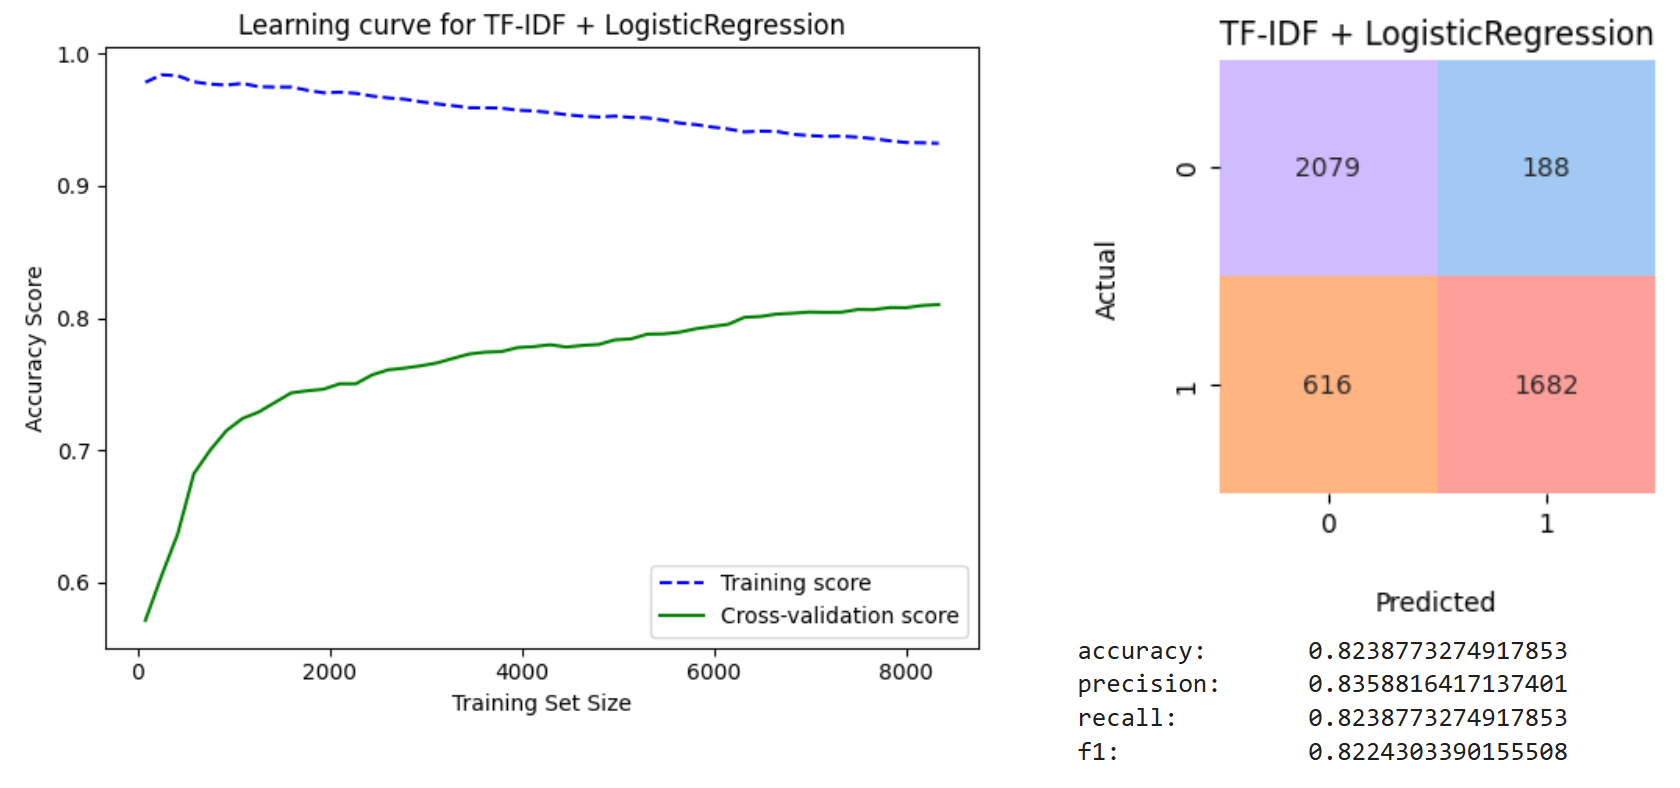 Learning curve for TF-IDF + LogisticRegression
1.0
0.9
0.8
0.7
0.6
Accuracy Score
Training score
Cross-validation score
0 2000 4000 6000 8000
Training Set Size
TF-IDF + LogisticRegression
Actual
0
2079 188
1
616 1682
0 1
Predicted
accuracy: 0.8238773274917853
precision: 0.8358816417137401
recall: 0.8238773274917853
f1: 0.8224303390155508